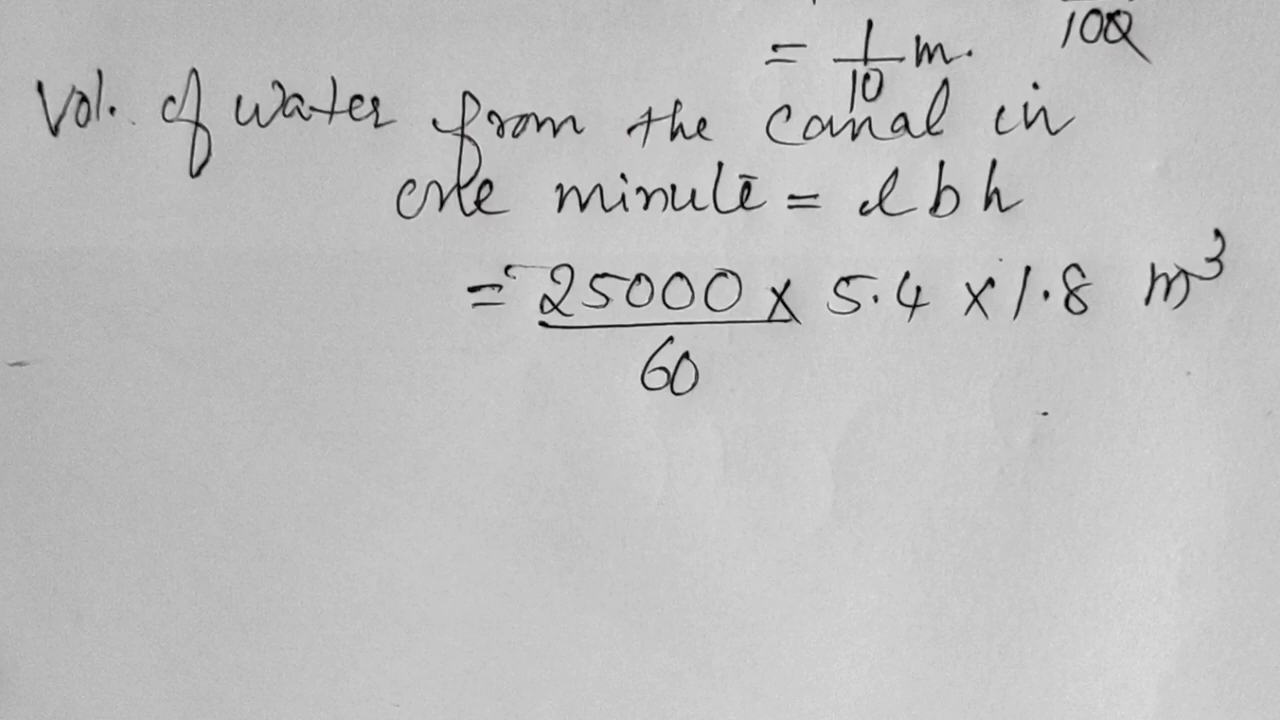 = 1/10 m. 100
Vol. of water from the canal in
one minute = l b h
= 25000 x 5.4 x 1.8 m³
60